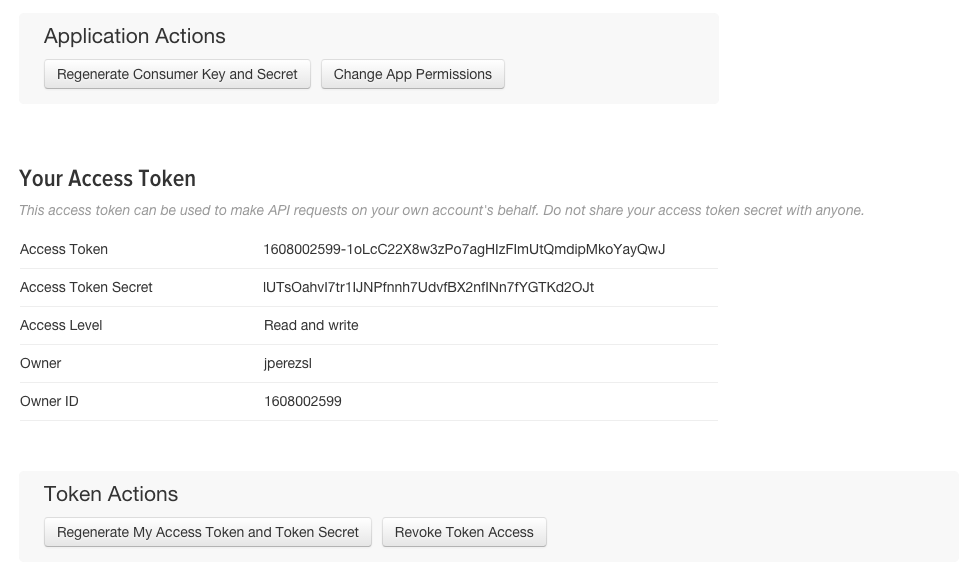 Application Actions
Regenerate Consumer Key and Secret Change App Permissions
Your Access Token
This access token can be used to make API requests on your own account's behalf. Do not share your access token secret with anyone.
Access Token
Access Token Secret
Access Level Read and write
Owner jperezsl
Owner ID 1608002599
Token Actions
Regenerate My Access Token and Token Secret Revoke Token Access